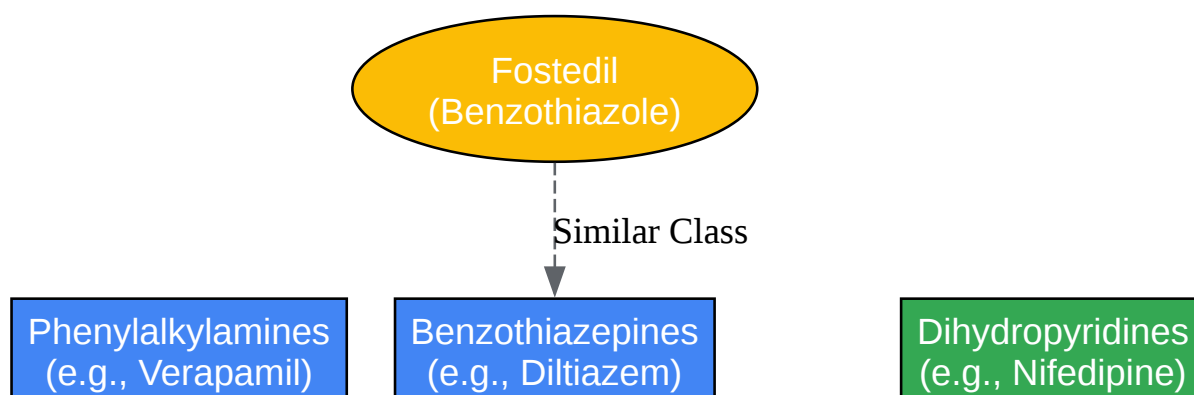 Fostedil
(Benzothiazole)
Similar Class
Phenylalkylamines
(e.g., Verapamil)
Benzothiazepines
(e.g., Diltiazem)
Dihydropyridines
(e.g., Nifedipine)